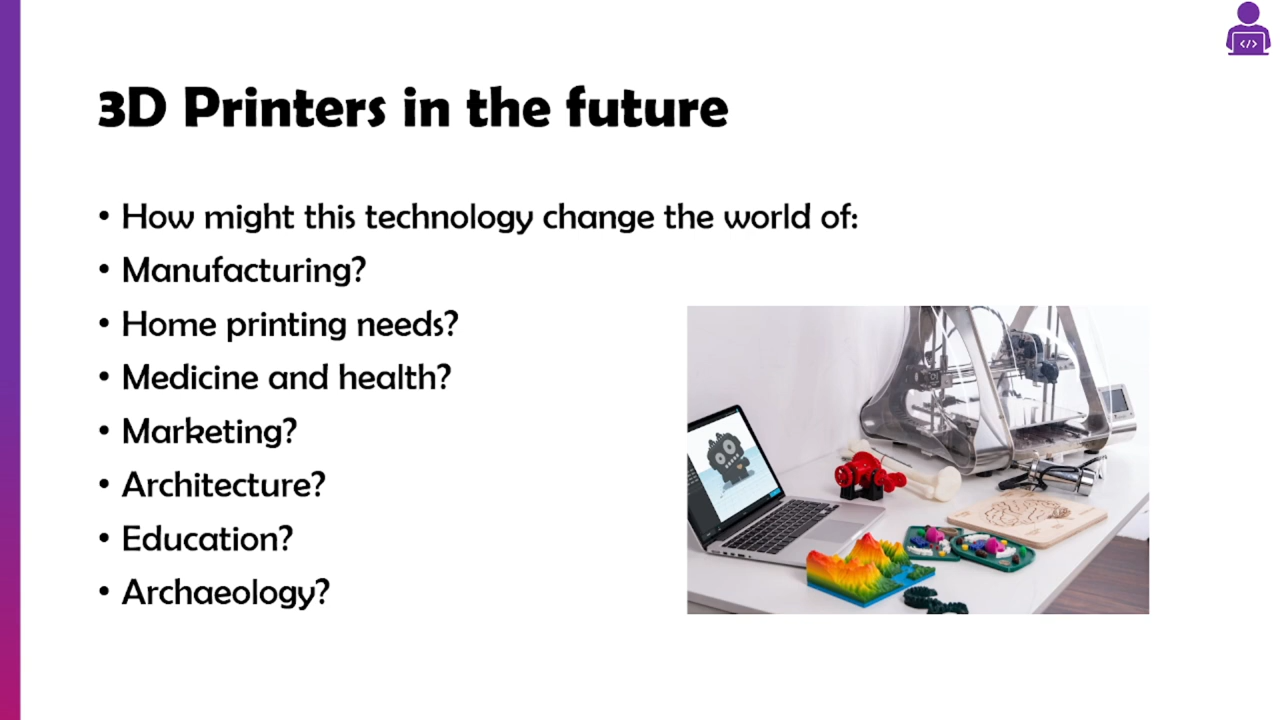 3D Printers in the future
• How might this technology change the world of:
• Manufacturing?
• Home printing needs?
• Medicine and health?
• Marketing?
• Architecture?
• Education?
• Archaeology?